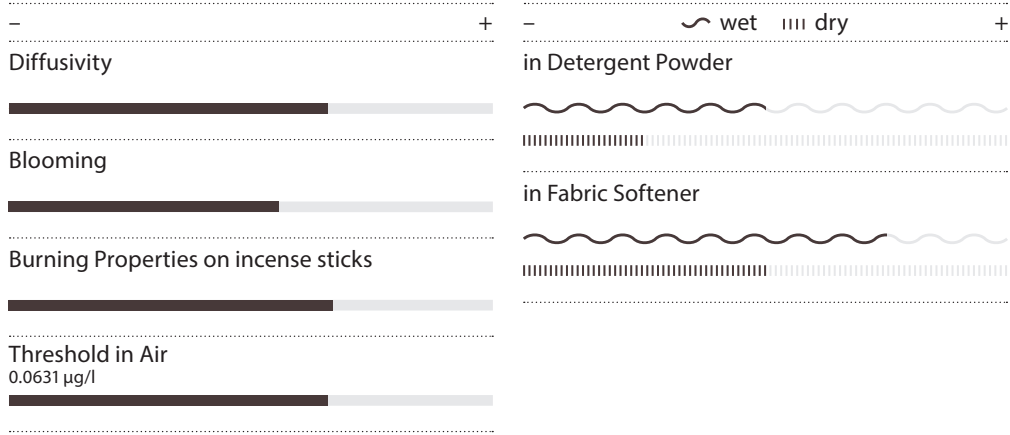 – +
Diffusivity
Blooming
Burning Properties on incense sticks
Threshold in Air
0.0631 µg/l
– wet dry +
in Detergent Powder
in Fabric Softener